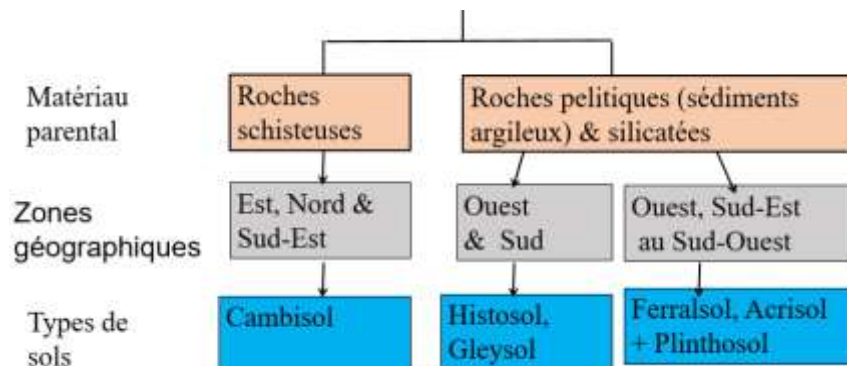 Matériau
parental
Roches
schisteuses
Roches pelitiques (sédiments
argileux) & silicatées
Zones
géographiques
Est, Nord &
Sud-Est
Ouest
& Sud
Ouest, Sud-Est
au Sud-Ouest
Types de
sols
Cambisol
Histosol,
Gleysol
Ferralsol, Acrisol
+ Plinthosol